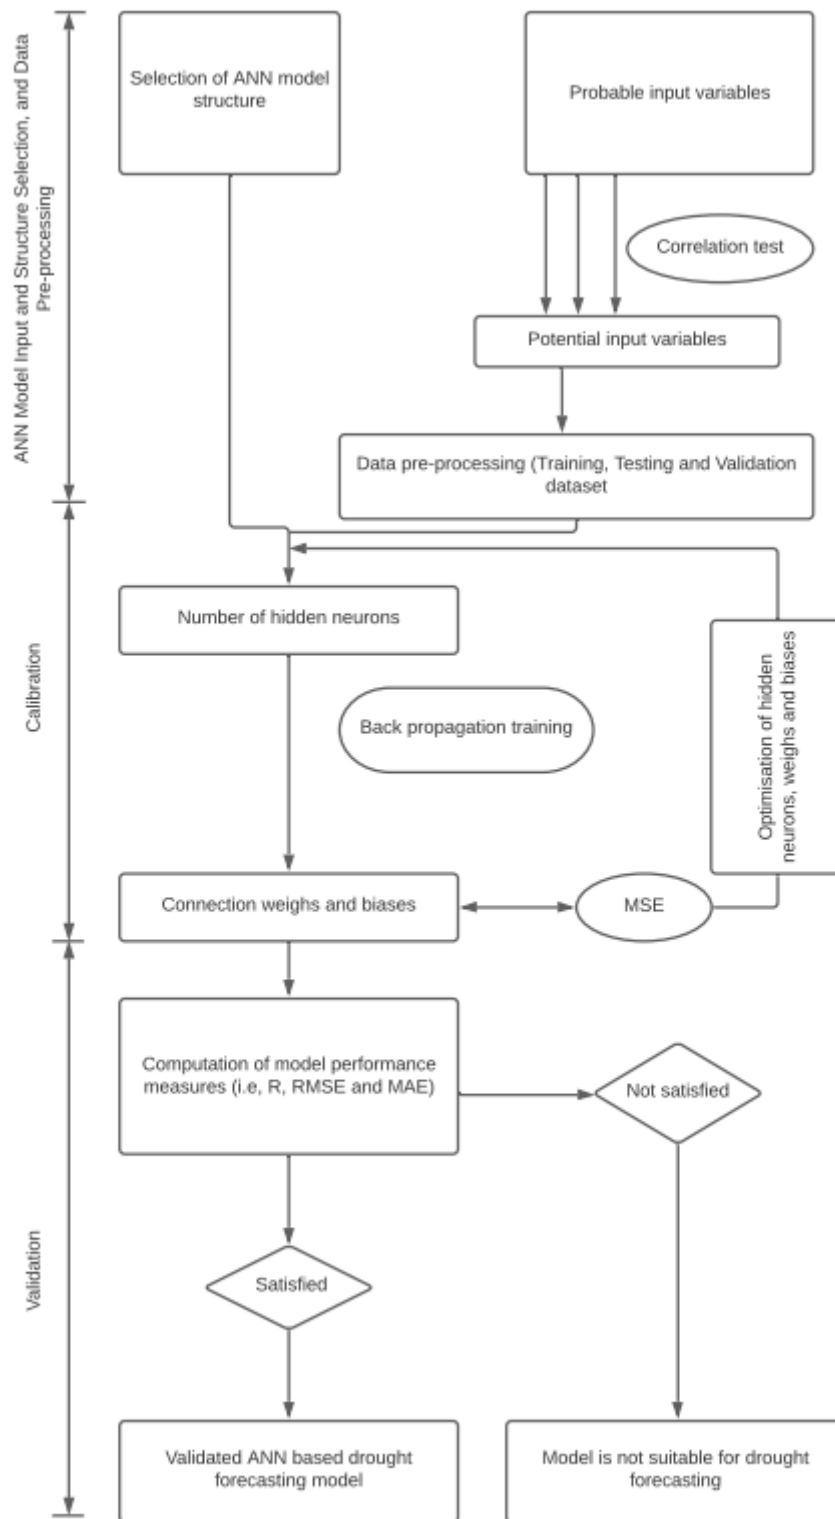 ANN Model Input and Structure Selection, and Data
Pre-processing
Selection of ANN model
structure
Probable input variables
Correlation test
Potential input variables
Data pre-processing (Training, Testing and Validation
dataset
Calibration
Number of hidden neurons
Back propagation training
Optimisation of hidden
neurons, weighs and biases
Connection weighs and biases
MSE
Validation
Computation of model performance
measures (i.e, R, RMSE and MAE)
Not satisfied
Satisfied
Validated ANN based drought
forecasting model
Model is not suitable for drought
forecasting